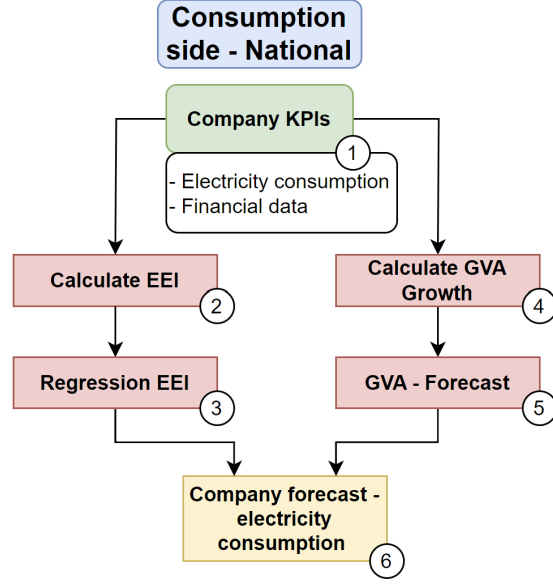 Consumption
side - National
Company KPIs
1
- Electricity consumption
- Financial data
Calculate EEI
2
Calculate GVA
Growth
4
Regression EEI
3
GVA - Forecast
5
Company forecast -
electricity
consumption
6